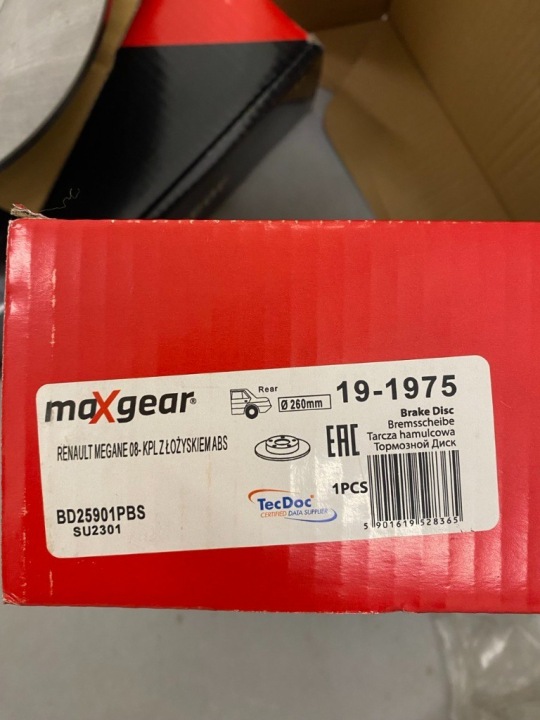 maXgear®
Rear
Ø 260mm
19-1975
Brake Disc
Bremsscheibe
Tarcza hamulcowa
Тормозной Диск
RENAULT MEGANE 08- KPL Z ŁOŻYSKIEM ABS
EAC
1PCS
BD25901PBS
SU2301
TecDoc®
CERTIFIED DATA SUPPLIER
5 901619 528365